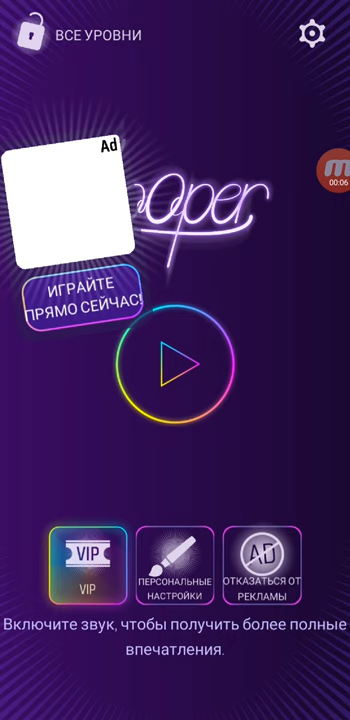 ВСЕ УРОВНИ
Ad
00:06
ИГРАЙТЕ
ПРЯМО СЕЙЧАС!
VIP
VIP
AD
ПЕРСОНАЛЬНЫЕ
НАСТРОЙКИ
ОТКАЗАТЬСЯ ОТ
РЕКЛАМЫ
Включите звук, чтобы получить более полные
впечатления.